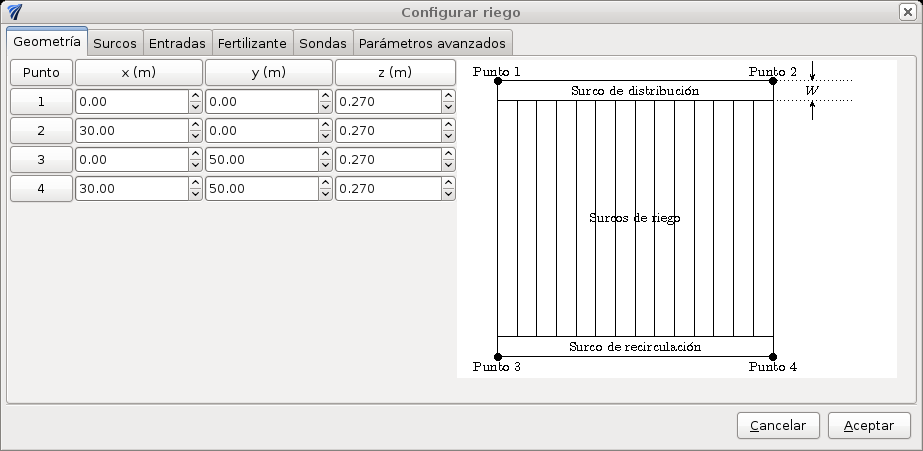 Configurar riego
Geometría Surcos Entradas Fertilizante Sondas Parámetros avanzados
Punto x (m) y (m) z (m)
1 0.00 0.00 0.270
2 30.00 0.00 0.270
3 0.00 50.00 0.270
4 30.00 50.00 0.270
Punto 1 Punto 2
Surco de distribución W
Surcos de riego
Surco de recirculación
Punto 3 Punto 4
Cancelar Aceptar